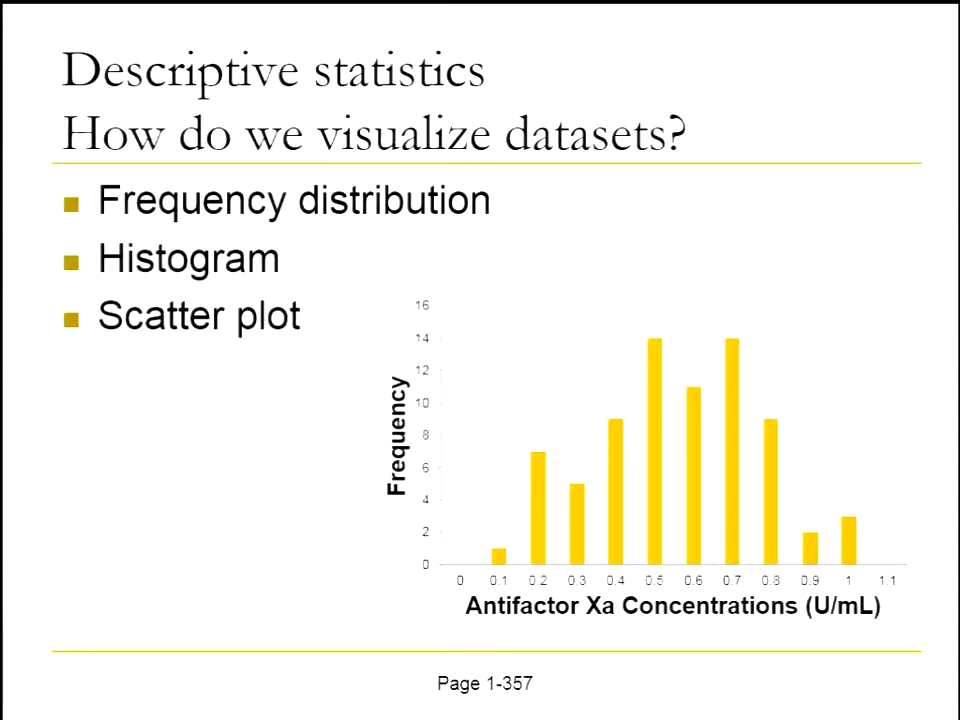 Descriptive statistics
How do we visualize datasets?
Frequency distribution
Histogram
Scatter plot
16
14
12
10
8
6
4
2
0
Frequency
0 0.1 0.2 0.3 0.4 0.5 0.6 0.7 0.8 0.9 1 1.1
Antifactor Xa Concentrations (U/mL)
Page 1-357